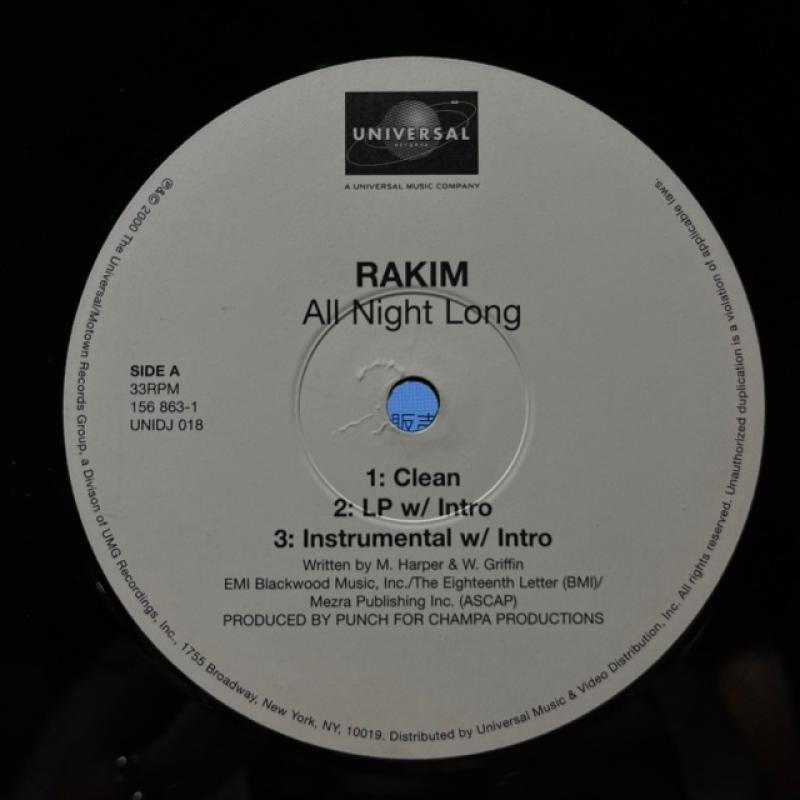 UNIVERSAL
RECORDS
A UNIVERSAL MUSIC COMPANY
RAKIM
All Night Long
SIDE A
33RPM
156 863-1
UNIDJ 018
販売
1: Clean
2: LP w/ Intro
3: Instrumental w/ Intro
Written by M. Harper & W. Griffin
EMI Blackwood Music, Inc./The Eighteenth Letter (BMI)/
Mezra Publishing Inc. (ASCAP)
PRODUCED BY PUNCH FOR CHAMPA PRODUCTIONS
℗&© 2000 The Universal/Motown Records Group, a Divison of UMG Recordings, Inc., 1755 Broadway, New York, NY, 10019. Distributed by Universal Music & Video Distribution, Inc. All rights reserved. Unauthorized duplication is a violation of applicable laws.